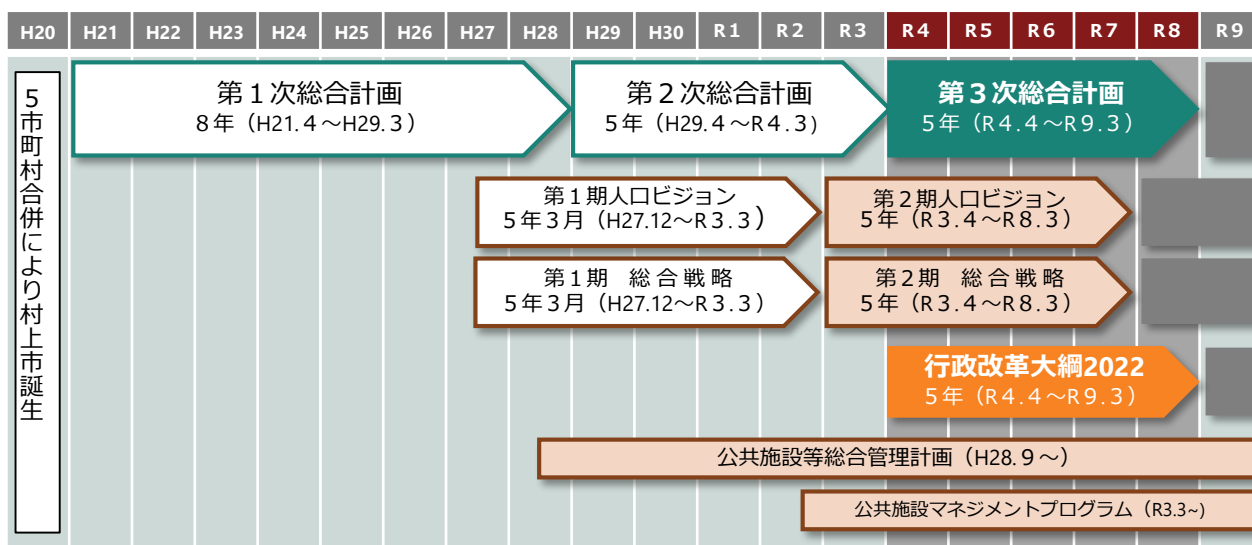 H20 H21 H22 H23 H24 H25 H26 H27 H28 H29 H30 R1 R2 R3 R4 R5 R6 R7 R8 R9
5市町村合併により村上市誕生
第1次総合計画
8年（H21.4～H29.3）
第2次総合計画
5年（H29.4～R4.3)
第3次総合計画
5年（R4.4～R9.3）
第1期人口ビジョン
5年3月（H27.12～R3.3）
第2期人口ビジョン
5年（R3.4～R8.3）
第1期　総合戦略
5年3月（H27.12～R3.3）
第2期　総合戦略
5年（R3.4～R8.3）
行政改革大綱2022
5年（R4.4～R9.3）
公共施設等総合管理計画（H28.9～）
公共施設マネジメントプログラム（R3.3~)